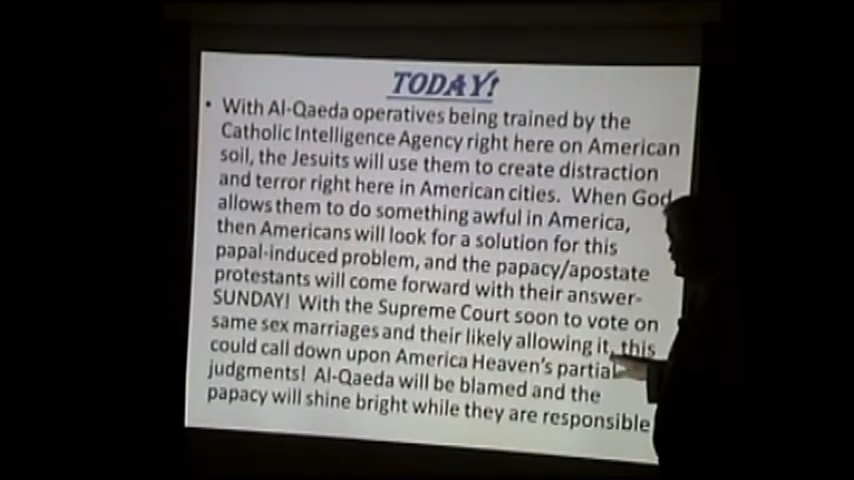 TODAY!
• With Al-Qaeda operatives being trained by the
Catholic Intelligence Agency right here on American
soil, the Jesuits will use them to create distraction
and terror right here in American cities. When God
allows them to do something awful in America,
then Americans will look for a solution for this
papal-induced problem, and the papacy/apostate
protestants will come forward with their answer-
SUNDAY! With the Supreme Court soon to vote on
same sex marriages and their likely allowing it, this
could call down upon America Heaven's partial
judgments! Al-Qaeda will be blamed and the
papacy will shine bright while they are responsible